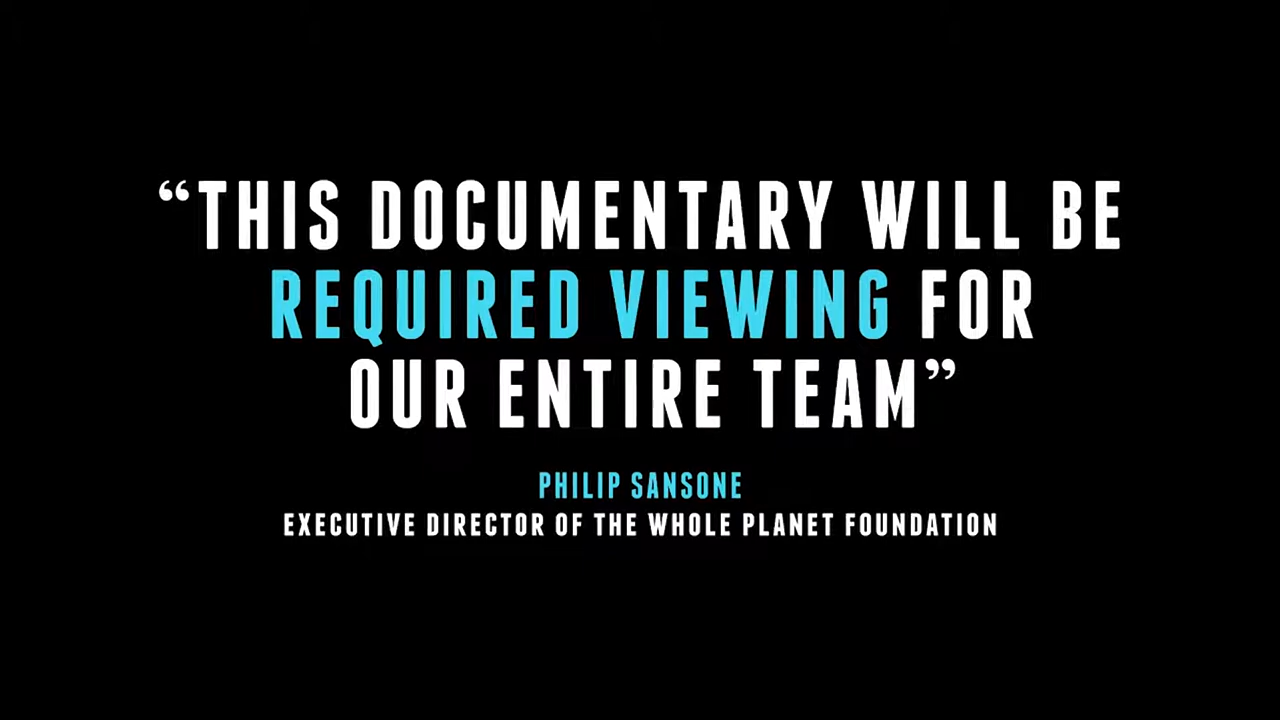 “THIS DOCUMENTARY WILL BE
REQUIRED VIEWING FOR
OUR ENTIRE TEAM”
PHILIP SANSONE
EXECUTIVE DIRECTOR OF THE WHOLE PLANET FOUNDATION